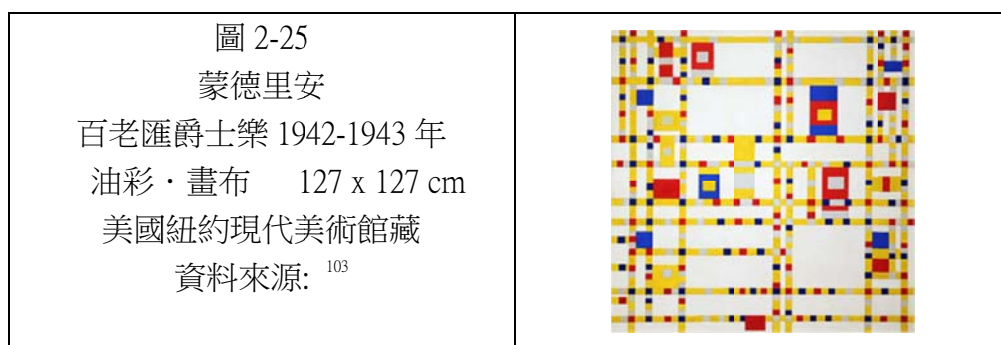 圖 2-25
蒙德里安
百老匯爵士樂 1942-1943 年
油彩．畫布 127 x 127 cm
美國紐約現代美術館藏
資料來源: 103